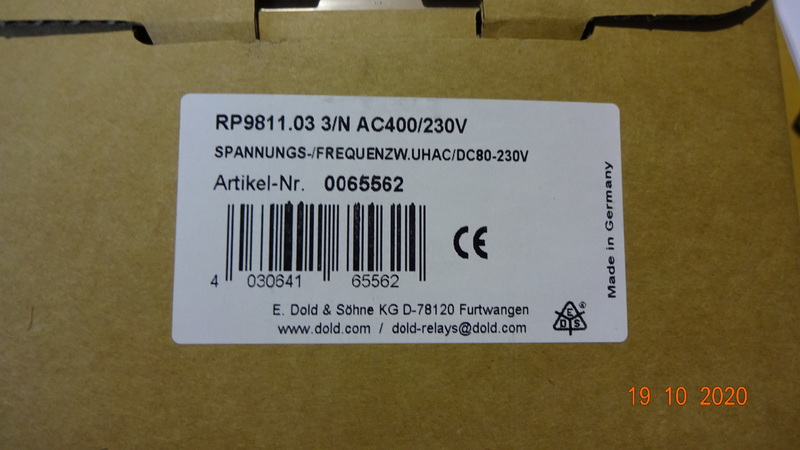 RP9811.03 3/N AC400/230V
SPANNUNGS-/FREQUENZW.UHAC/DC80-230V
Artikel-Nr. 0065562
4 030641 65562
CE
Made in Germany
E. Dold & Söhne KG D-78120 Furtwangen
www.dold.com / dold-relays@dold.com
E D S ®
19 10 2020